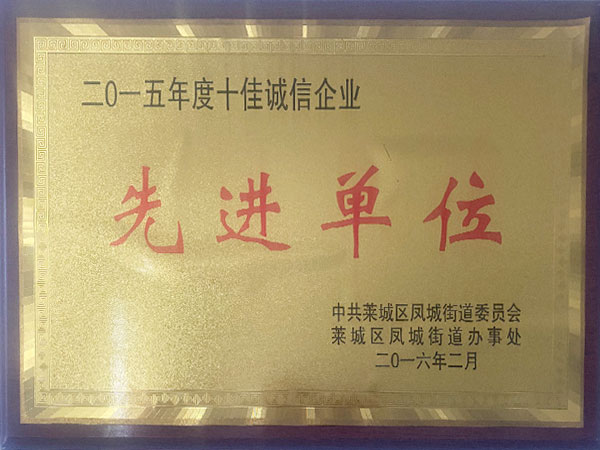 二〇一五年度十佳诚信企业
先进单位
中共莱城区凤城街道委员会
莱城区凤城街道办事处
二〇一六年二月